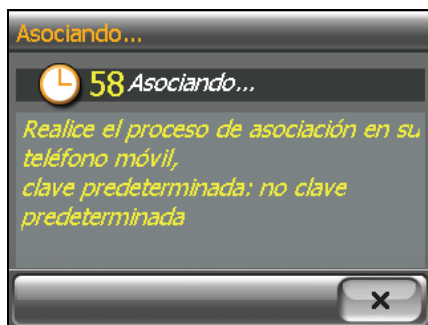 Asociando...
58 Asociando...
Realice el proceso de asociación en su
teléfono móvil,
clave predeterminada: no clave
predeterminada